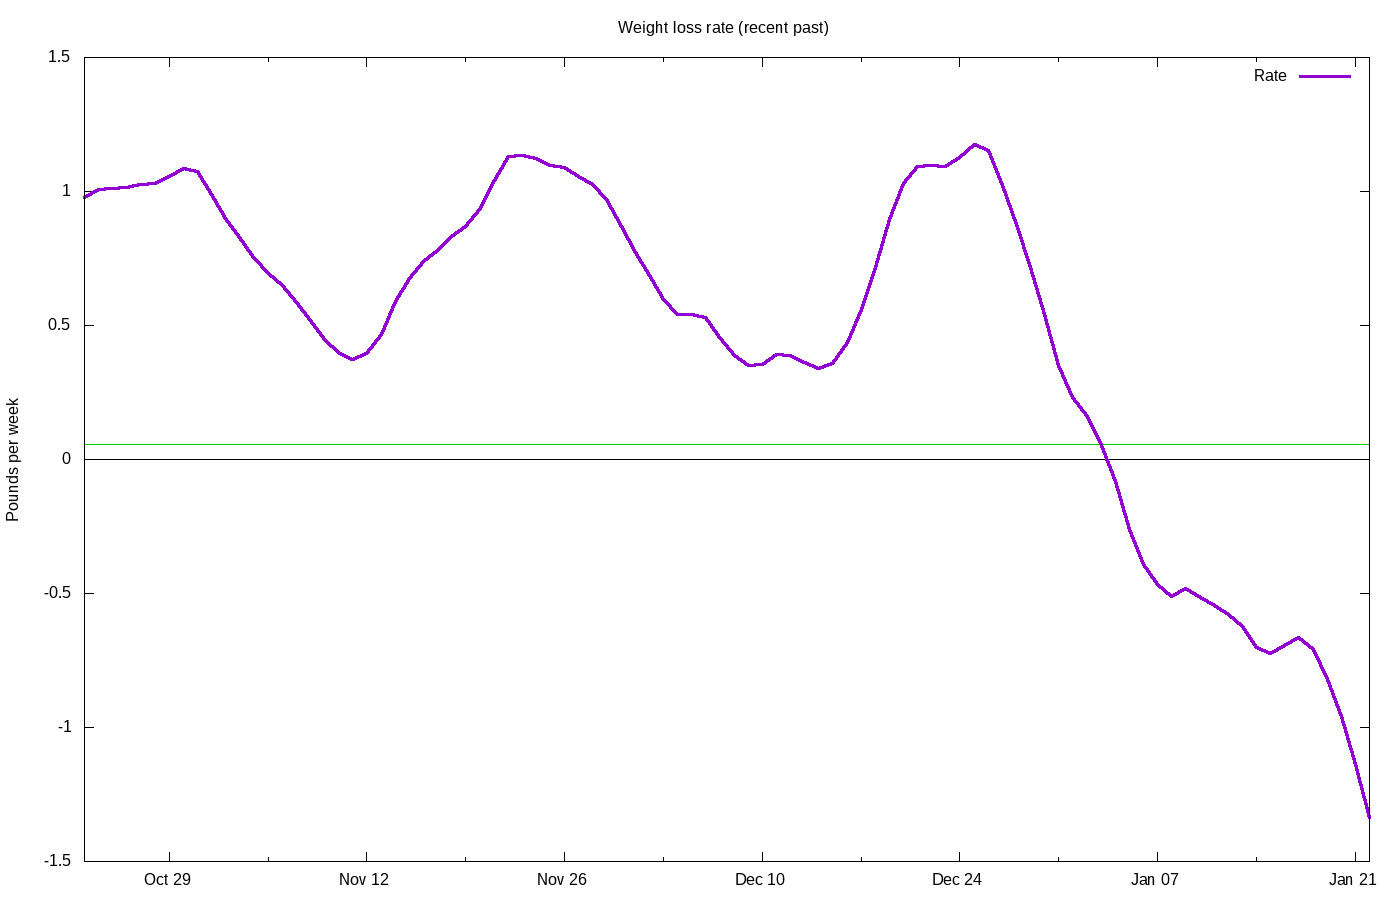 Weight loss rate (recent past)
Rate
Pounds per week
1.5
1
0.5
0
-0.5
-1
-1.5
Oct 29
Nov 12
Nov 26
Dec 10
Dec 24
Jan 07
Jan 21